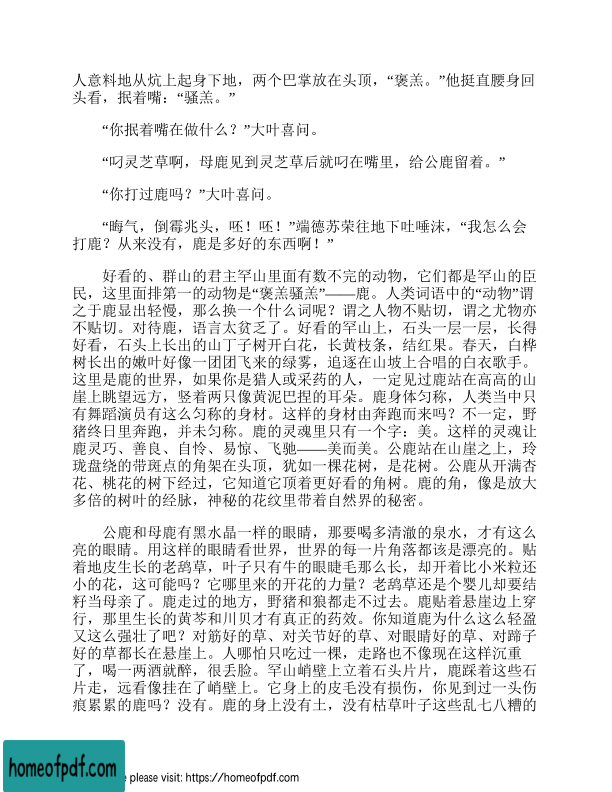 人意料地从炕上起身下地，两个巴掌放在头顶，“褒羔。”他挺直腰身回
头看，抿着嘴：“骚羔。”
“你抿着嘴在做什么？”大叶喜问。
“叼灵芝草啊，母鹿见到灵芝草后就叼在嘴里，给公鹿留着。”
“你打过鹿吗？”大叶喜问。
“晦气，倒霉兆头，呸！呸！”端德苏荣往地下吐唾沫，“我怎么会
打鹿？从来没有，鹿是多好的东西啊！”
好看的、群山的君主罕山里面有数不完的动物，它们都是罕山的臣
民，这里面排第一的动物是“褒羔骚羔”——鹿。人类词语中的“动物”谓
之于鹿显出轻慢，那么换一个什么词呢？谓之人物不贴切，谓之尤物亦
不贴切。对待鹿，语言太贫乏了。好看的罕山上，石头一层一层，长得
好看，石头上长出的山丁子树开白花，长黄枝条，结红果。春天，白桦
树长出的嫩叶好像一团团飞来的绿雾，追逐在山坡上合唱的白衣歌手。
这里是鹿的世界，如果你是猎人或采药的人，一定见过鹿站在高高的山
崖上眺望远方，竖着两只像黄泥巴捏的耳朵。鹿身体匀称，人类当中只
有舞蹈演员有这么匀称的身材。这样的身材由奔跑而来吗？不一定，野
猪终日里奔跑，并未匀称。鹿的灵魂里只有一个字：美。这样的灵魂让
鹿灵巧、善良、自怜、易惊、飞驰——美而美。公鹿站在山崖之上，玲
珑盘绕的带斑点的角架在头顶，犹如一棵花树，是花树。公鹿从开满杏
花、桃花的树下经过，它知道它顶着更好看的角树。鹿的角，像是放大
多倍的树叶的经脉，神秘的花纹里带着自然界的秘密。
公鹿和母鹿有黑水晶一样的眼睛，那要喝多清澈的泉水，才有这么
亮的眼睛。用这样的眼睛看世界，世界的每一片角落都该是漂亮的。贴
着地皮生长的老鹳草，叶子只有牛的眼睫毛那么长，却开着比小米粒还
小的花，这可能吗？它哪里来的开花的力量？老鹳草还是个婴儿却要结
籽当母亲了。鹿走过的地方，野猪和狼都走不过去。鹿贴着悬崖边上穿
行，那里生长的黄芩和川贝才有真正的药效。你知道鹿为什么这么轻盈
又这么强壮了吧？对筋好的草、对关节好的草、对眼睛好的草、对蹄子
好的草都长在悬崖上。人哪怕只吃过一棵，走路也不像现在这样沉重
了，喝一两酒就醉，很丢脸。罕山峭壁上立着石头片片，鹿踩着这些石
片走，远看像挂在了峭壁上。它身上的皮毛没有损伤，你见到过一头伤
痕累累的鹿吗？没有。鹿的身上没有土，没有枯草叶子这些乱七八糟的
homeofpdf.com
e please visit: https://homeofpdf.com